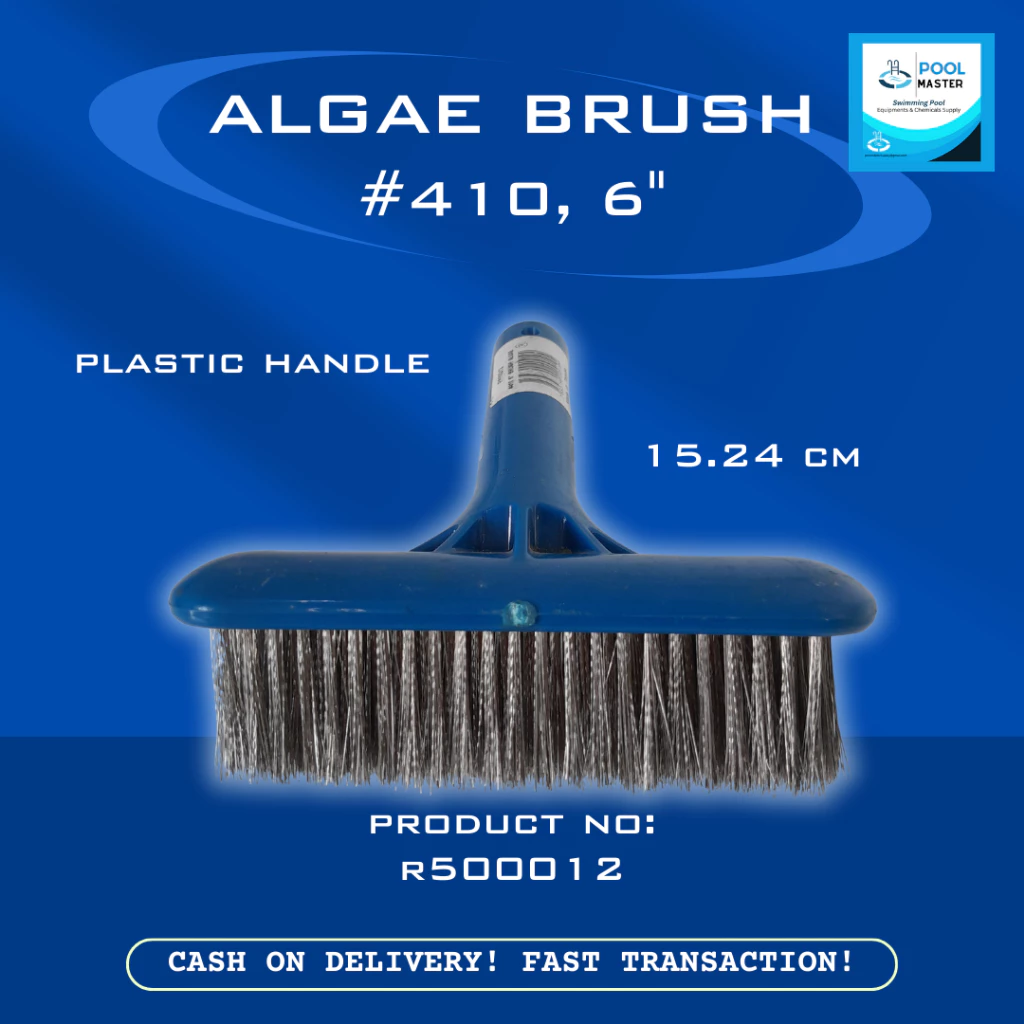 ALGAE BRUSH
#410, 6"
POOL
MASTER
Swimming Pool
Equipments & Chemicals Supply
PLASTIC HANDLE
15.24 CM
PRODUCT NO:
R500012
CASH ON DELIVERY! FAST TRANSACTION!